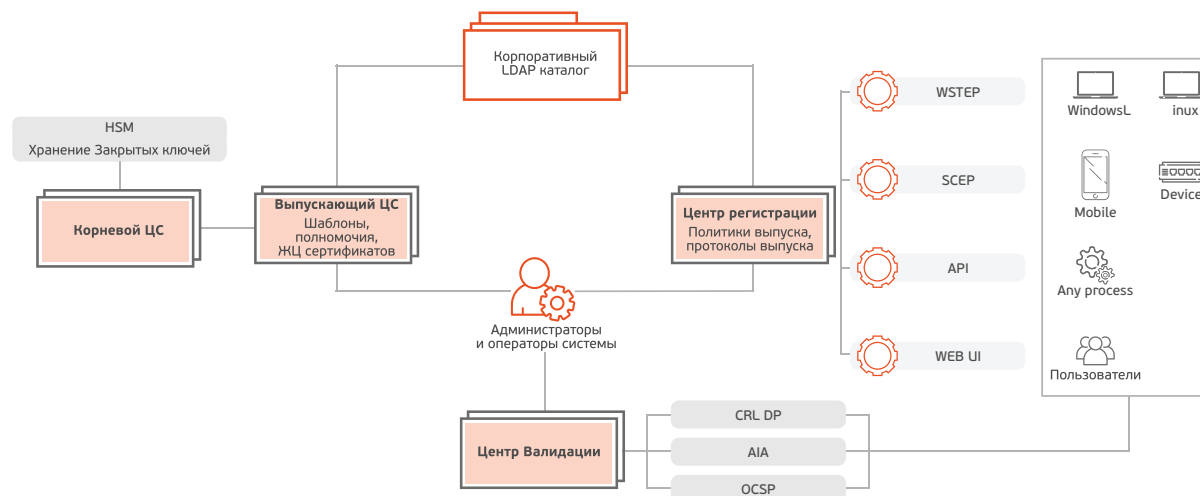 Корпоративный
LDAP каталог
HSM
Хранение Закрытых ключей
Корневой ЦС
Выпускающий ЦС
Шаблоны,
полномочия,
ЖЦ сертификатов
Центр регистрации
Политики выпуска,
протоколы выпуска
Администраторы
и операторы системы
Центр Валидации
WSTEP
SCEP
API
WEB UI
CRL DP
AIA
OCSP
WindowsL inux
Mobile
Device
Any process
Пользователи